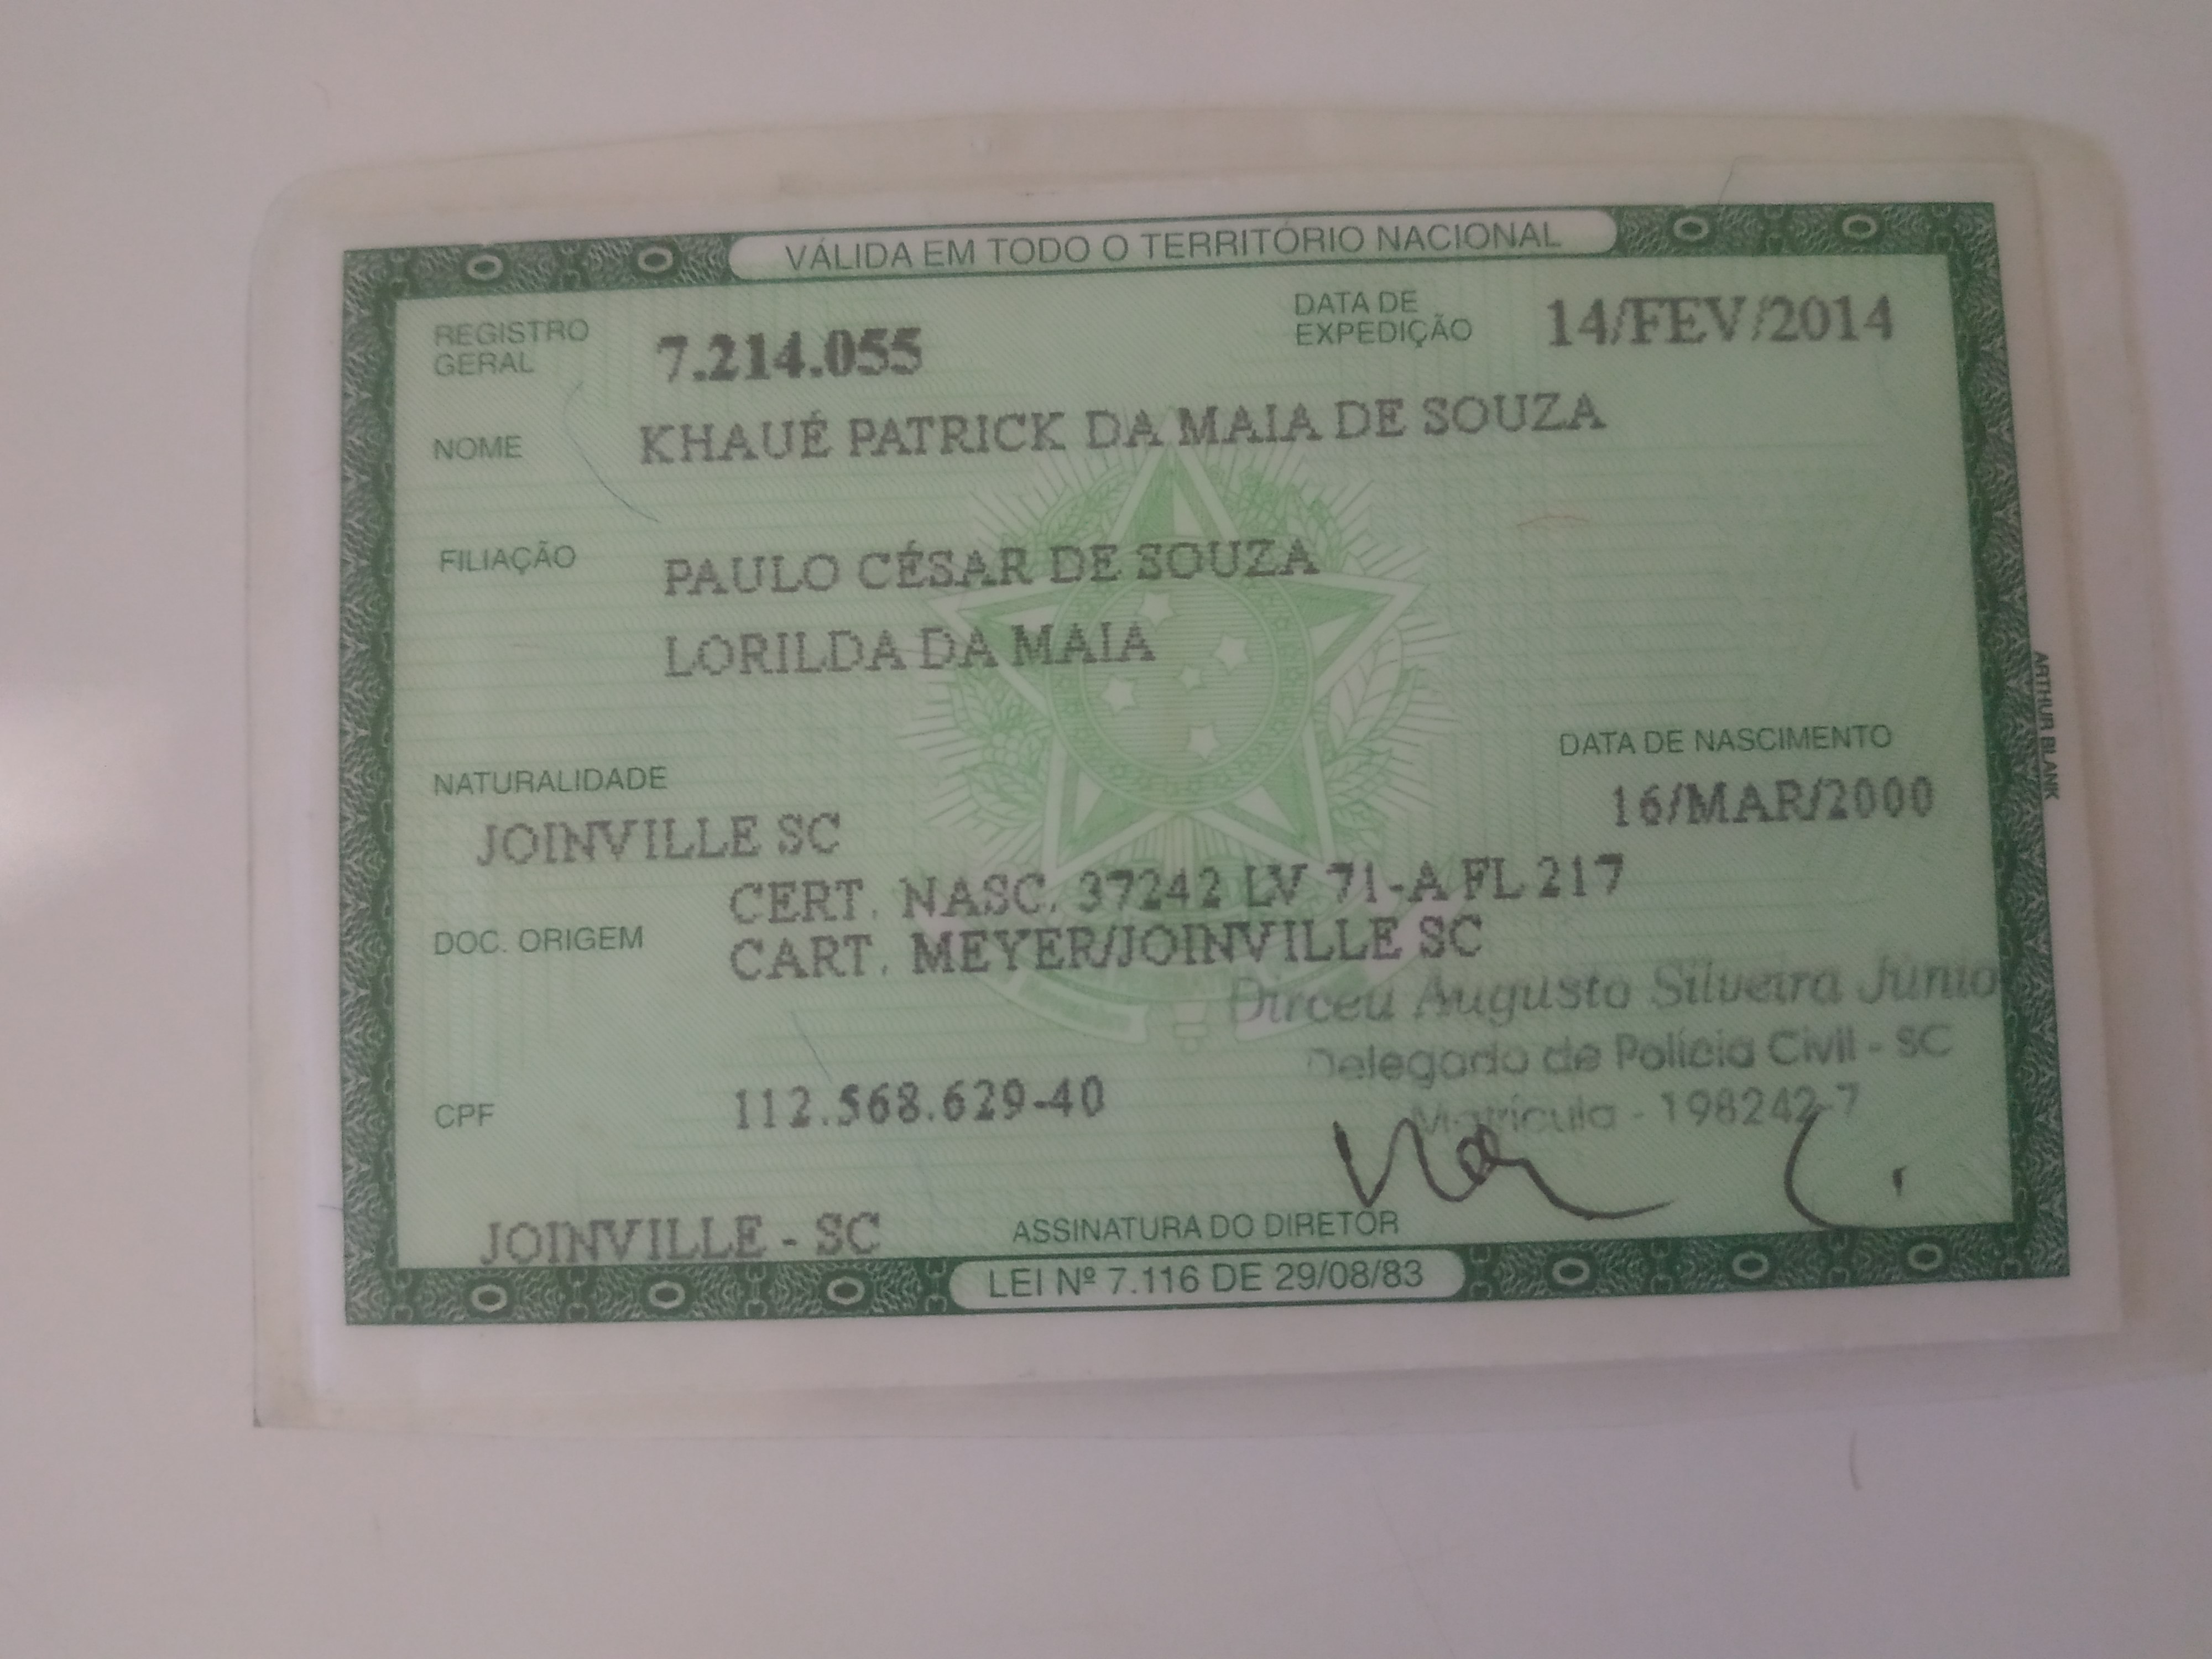 VÁLIDA EM TODO O TERRITÓRIO NACIONAL
REGISTRO GERAL 7.214.055 DATA DE EXPEDIÇÃO 14/FEV/2014
NOME KHAUÉ PATRICK DA MAIA DE SOUZA
FILIAÇÃO PAULO CÉSAR DE SOUZA
LORILDA DA MAIA
NATURALIDADE DATA DE NASCIMENTO
JOINVILLE SC 16/MAR/2000
DOC. ORIGEM CERT. NASC. 37242 LV 71-A FL 217
CART. MEYER/JOINVILLE SC
CPF 112.568.629-40
Dirceu Augusto Silveira Júnior
Delegado de Polícia Civil - SC
Matrícula - 198242-7
JOINVILLE - SC
ASSINATURA DO DIRETOR
LEI Nº 7.116 DE 29/08/83
ARTHUR BLANK